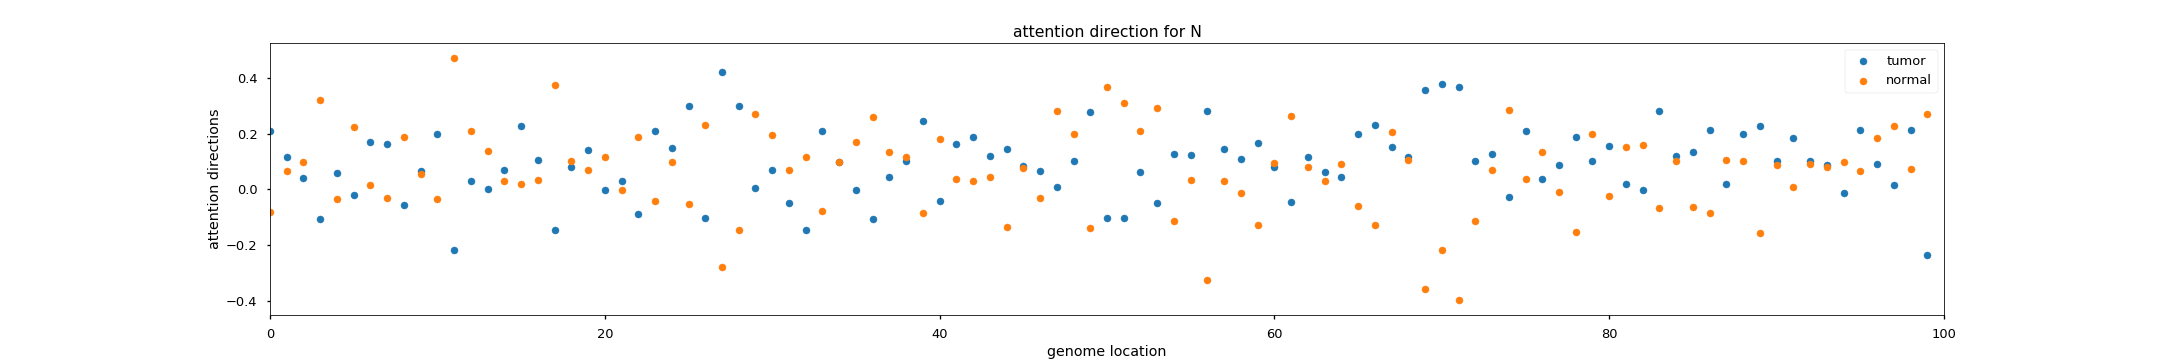 attention direction for N
attention directions
0.4
0.2
0.0
−0.2
−0.4
tumor
normal
0 20 40 60 80 100
genome location